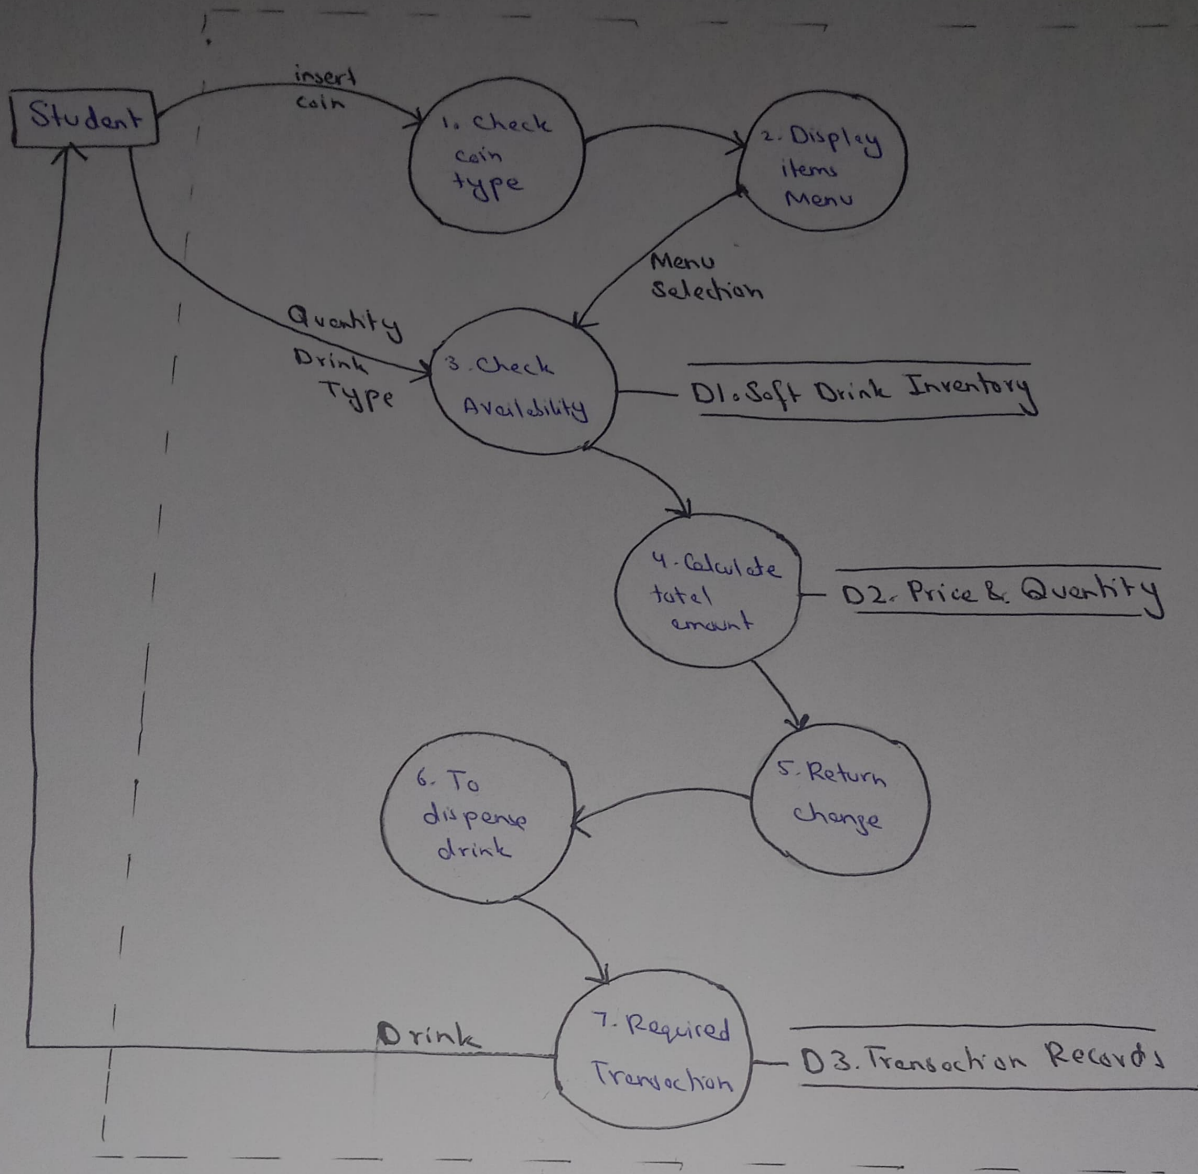 insert
coin
Student
1. Check
coin
type
2. Display
items
Menu
Menu
Selection
Quantity
Drink
Type
3. Check
Availability
D1. Soft Drink Inventory
4. Calculate
total
amount
D2. Price & Quantity
5. Return
change
6. To
dispense
drink
7. Required
Transaction
Drink
D3. Transaction Records